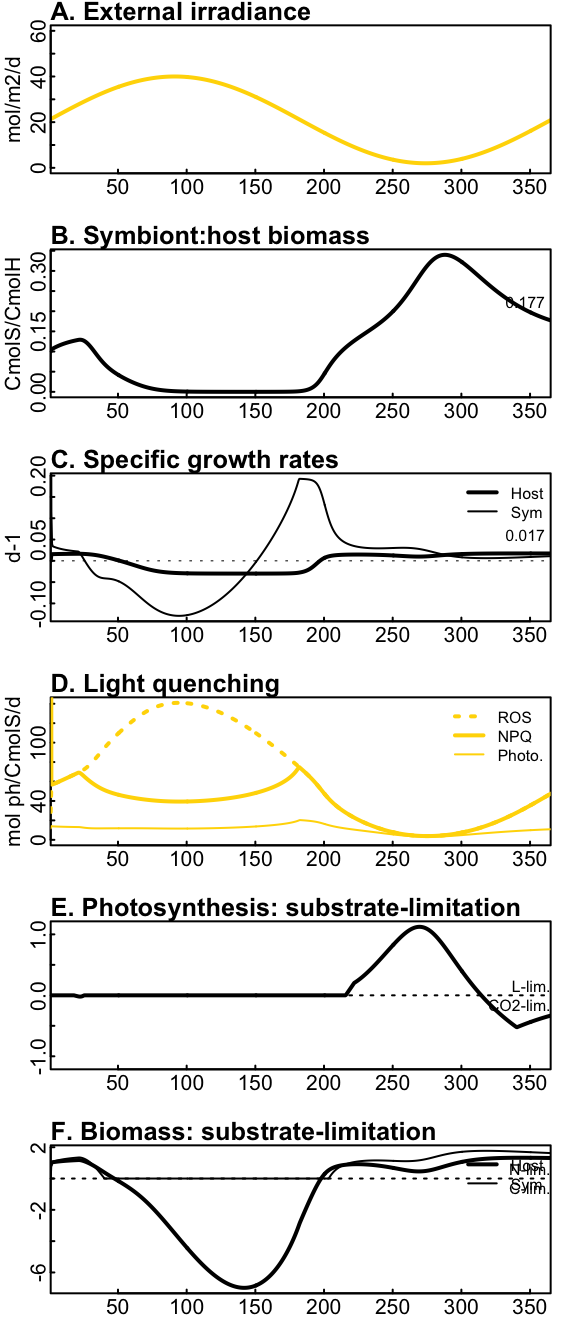 A. External irradiance
mol/m2/d
0 20 40 60
50 100 150 200 250 300 350
B. Symbiont:host biomass
CmolS/CmolH
0.00 0.15 0.30
0.177
50 100 150 200 250 300 350
C. Specific growth rates
d-1
-0.10 0.05 0.20
Host
Sym
0.017
50 100 150 200 250 300 350
D. Light quenching
mol ph/CmolS/d
0 40 100
ROS
NPQ
Photo.
50 100 150 200 250 300 350
E. Photosynthesis: substrate-limitation
-1.0 0.0 1.0
L-lim.
CO2-lim.
50 100 150 200 250 300 350
F. Biomass: substrate-limitation
-6 -2 2
Host
N-lim.
Sym
C-lim.
50 100 150 200 250 300 350